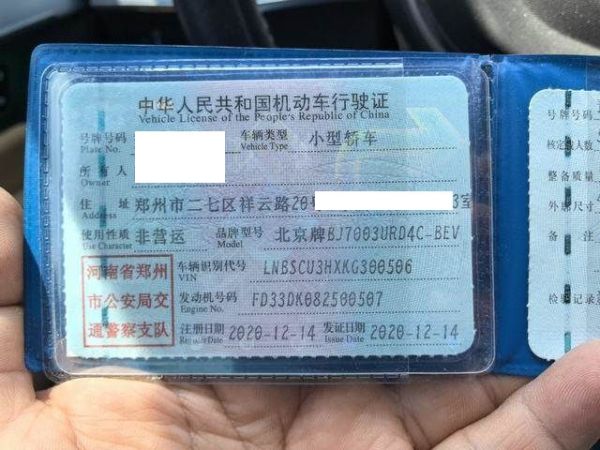 中华人民共和国机动车行驶证
Vehicle License of the People's Republic of China
号牌号码 车辆类型 小型轿车
Plate No. Vehicle Type
所有人
Owner
住址 郑州市二七区祥云路20 室
Address
使用性质 非营运 品牌型号 北京牌BJ7003URD4C-BEV
Use Character Model
河南省郑州
市公安局交
通警察支队
车辆识别代号 LNBSCU3HXKG300506
VIN
发动机号码 FD33DK082500507
Engine No.
注册日期 2020-12-14 发证日期 2020-12-14
Register Date Issue Date
号牌号码
核定载人数
整备质量
外廓尺寸
备注
检验记录